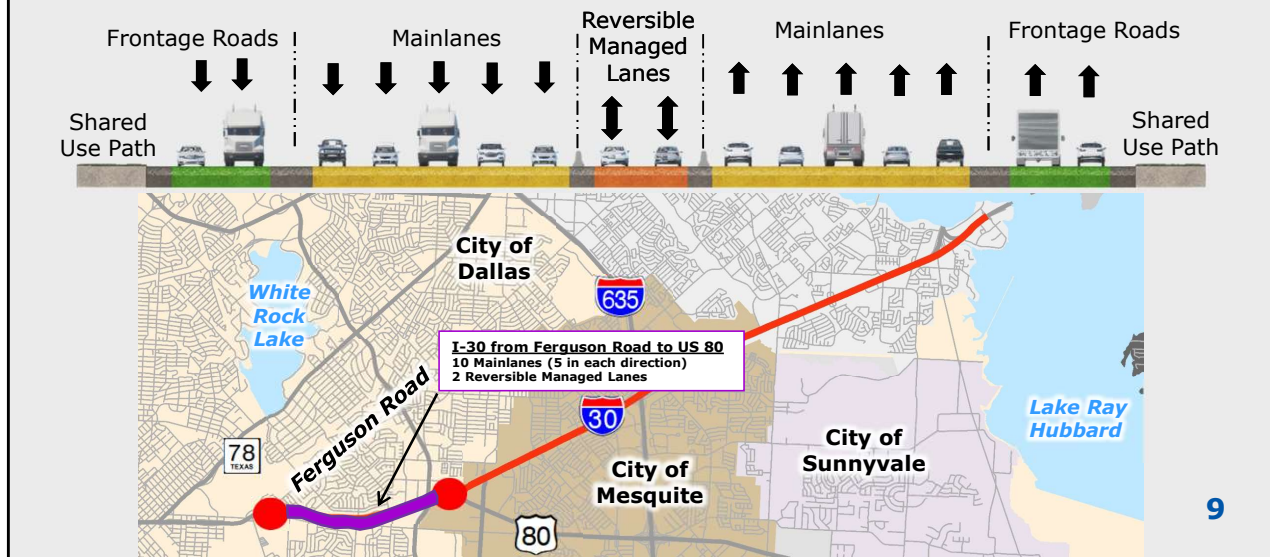 Frontage Roads
Mainlanes
Reversible
Managed
Lanes
Mainlanes
Frontage Roads
Shared
Use Path
Shared
Use Path
City of
Dallas
White
Rock
Lake
635
I-30 from Ferguson Road to US 80
10 Mainlanes (5 in each direction)
2 Reversible Managed Lanes
Ferguson Road
30
Lake Ray
Hubbard
78
TEXAS
City of
Mesquite
City of
Sunnyvale
80
9